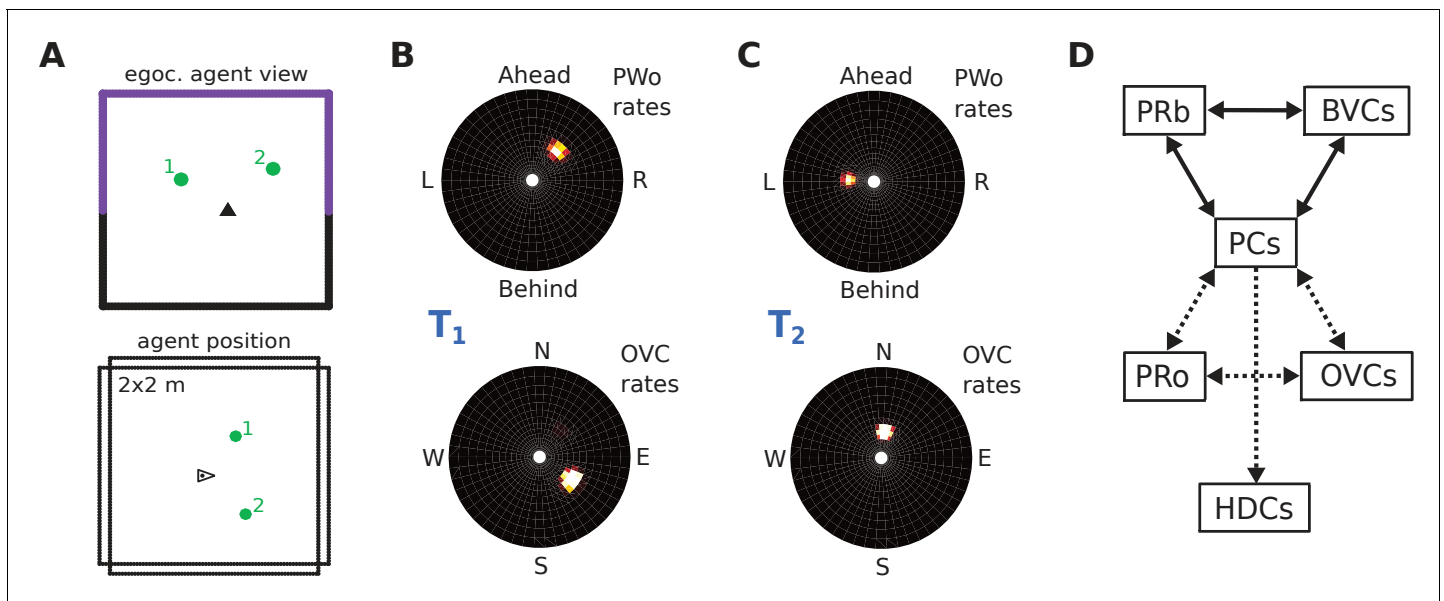 A
egoc. agent view
1
2
agent position
2x2 m
1
2
B
Ahead
PWo
rates
L
R
Behind
T1
N
OVC
rates
W
E
S
C
Ahead
PWo
rates
L
R
Behind
T2
N
OVC
rates
W
E
S
D
PRb
BVCs
PCs
PRo
OVCs
HDCs